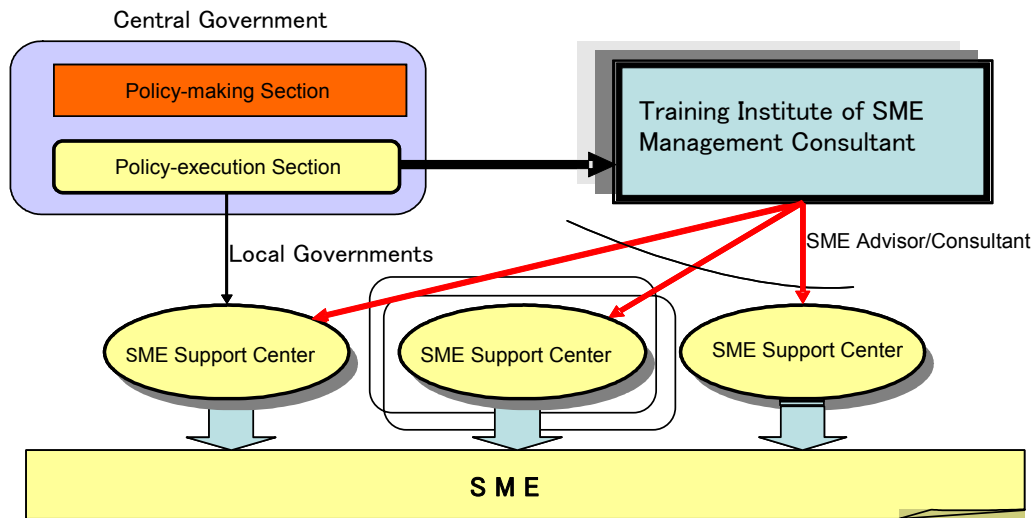 Central Government
Policy-making Section
Training Institute of SME
Management Consultant
Policy-execution Section
SME Advisor/Consultant
Local Governments
SME Support Center
SME Support Center
SME Support Center
SME